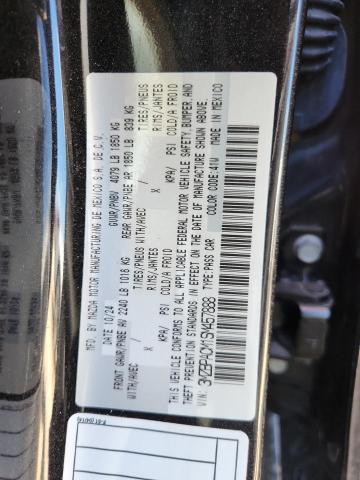 MFD. BY MAZDA MOTOR MANUFACTURING DE MEXICO S.A. DE C.V.
10/24 GVWR/PNBV 4079 LB 1850 KG
FRONT GAWR/PNBE AV 2240 LB 1016 KG REAR GAWR/PNBE AR 1850 LB 839 KG
WITH/AVEC TIRES/PNEUS WITH/AVEC TIRES/PNEUS
X RIMS/JANTES X RIMS/JANTES
KPA/ PSI COLD/A FROID KPA/ PSI COLD/A FROID
THIS VEHICLE CONFORMS TO ALL APPLICABLE FEDERAL MOTOR VEHICLE SAFETY, BUMPER, AND
THEFT PREVENTION STANDARDS IN EFFECT ON THE DATE OF MANUFACTURE SHOWN ABOVE.
TYPE:PASS CAR COLOR CODE:41W MADE IN MEXICO